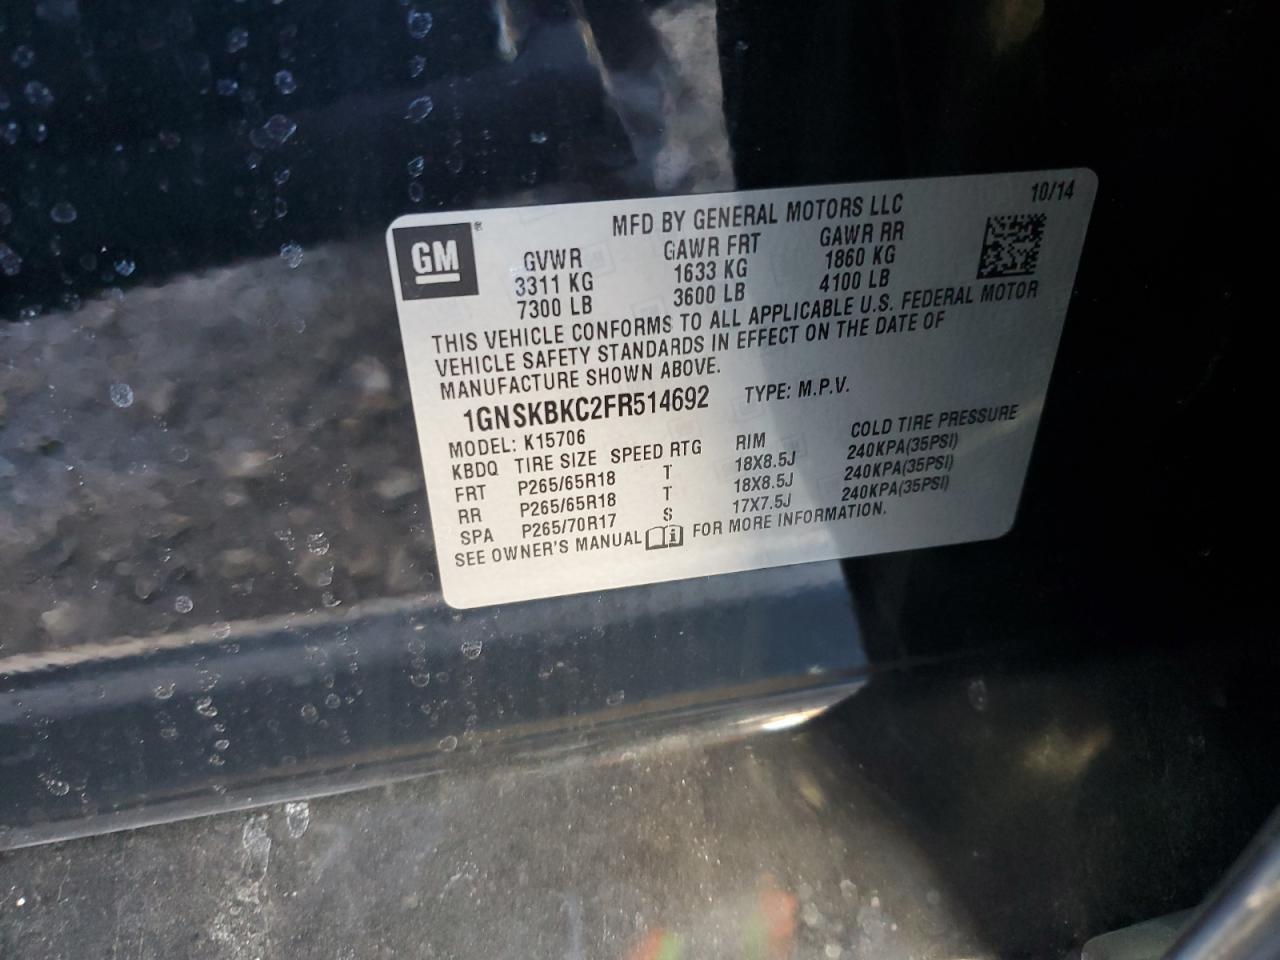 10/14
MFD BY GENERAL MOTORS LLC
GM®
GVWR GAWR FRT GAWR RR
3311 KG 1633 KG 1860 KG
7300 LB 3600 LB 4100 LB
THIS VEHICLE CONFORMS TO ALL APPLICABLE U.S. FEDERAL MOTOR
VEHICLE SAFETY STANDARDS IN EFFECT ON THE DATE OF
MANUFACTURE SHOWN ABOVE.
1GNSKBKC2FR514692 TYPE: M.P.V.
MODEL: K15706
KBDQ TIRE SIZE SPEED RTG RIM COLD TIRE PRESSURE
FRT P265/65R18 T 18X8.5J 240KPA(35PSI)
RR P265/65R18 T 18X8.5J 240KPA(35PSI)
SPA P265/70R17 S 17X7.5J 240KPA(35PSI)
SEE OWNER'S MANUAL FOR MORE INFORMATION.